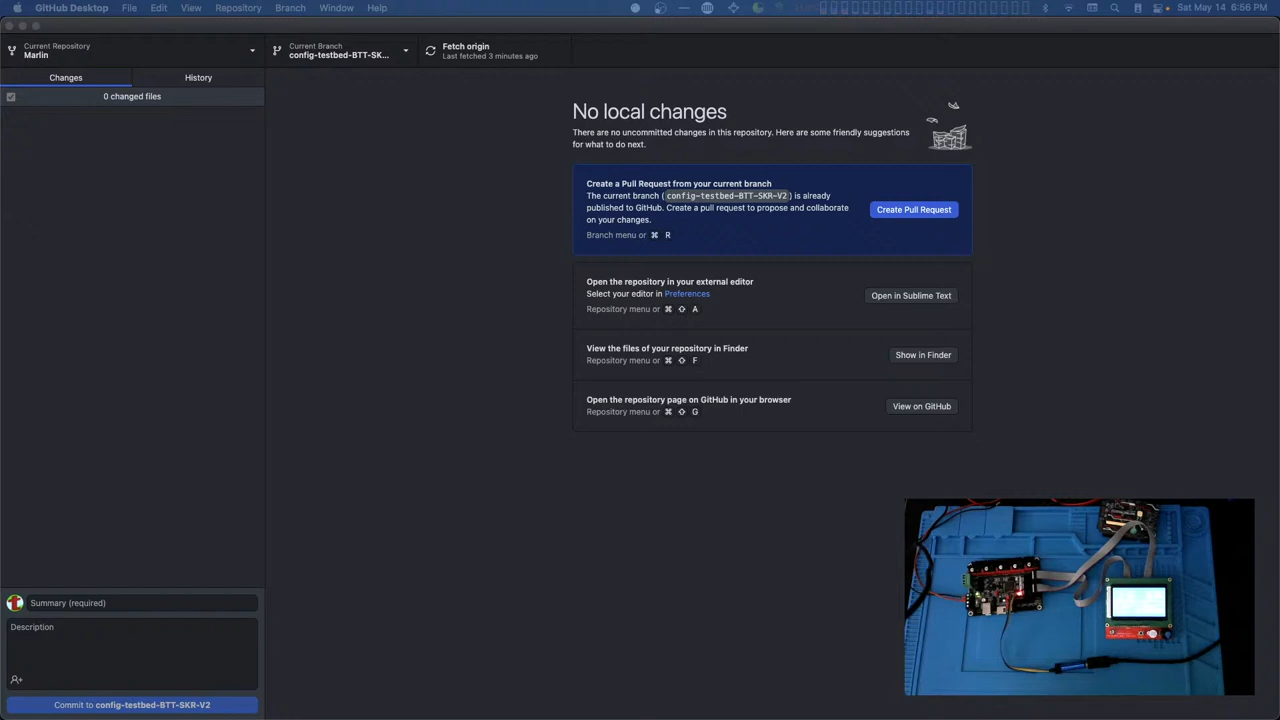 GitHub Desktop File Edit View Repository Branch Window Help
Sat May 14 6:56 PM
Current Repository
Marlin
Current Branch
config-testbed-BTT-SK...
Fetch origin
Last fetched 3 minutes ago
Changes
History
0 changed files
No local changes
There are no uncommitted changes in this repository. Here are some friendly suggestions
for what to do next.
Create a Pull Request from your current branch
The current branch ( config-testbed-BTT-SKR-V2 ) is already
published to GitHub. Create a pull request to propose and collaborate
on your changes.
Branch menu or ⌘ R
Create Pull Request
Open the repository in your external editor
Select your editor in Preferences
Repository menu or ⌘ ⇧ A
Open in Sublime Text
View the files of your repository in Finder
Repository menu or ⌘ ⇧ F
Show in Finder
Open the repository page on GitHub in your browser
Repository menu or ⌘ ⇧ G
View on GitHub
Summary (required)
Description
Commit to config-testbed-BTT-SKR-V2